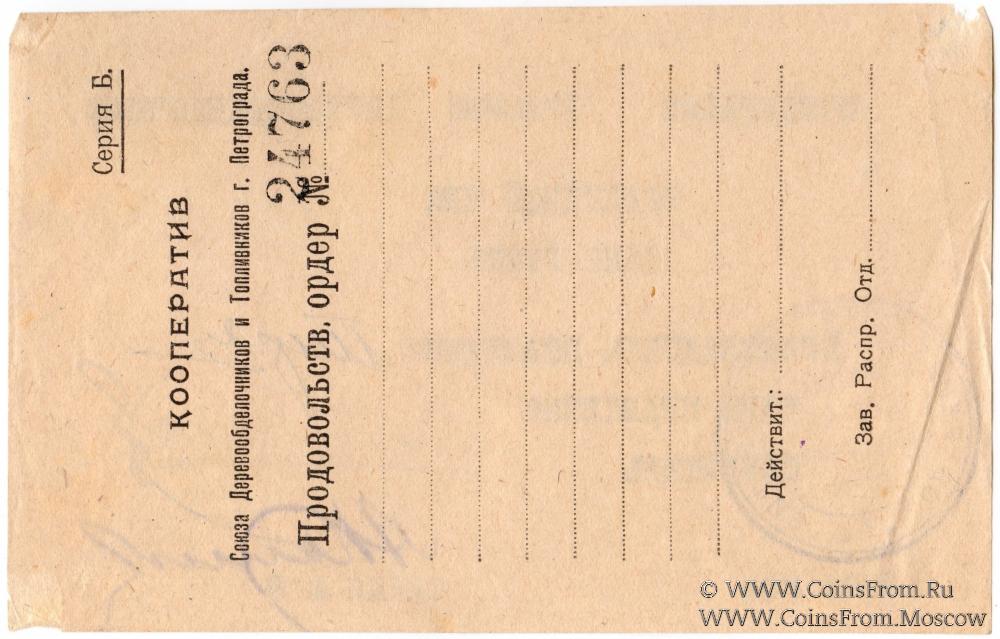 Серия Б.
КООПЕРАТИВ
Союза Деревообделочников и Топливников г. Петрограда.
Продовольств. ордер № 24763
Действит.:
Зав. Распр. Отд.
© WWW.CoinsFrom.Ru
WWW.CoinsFrom.Moscow